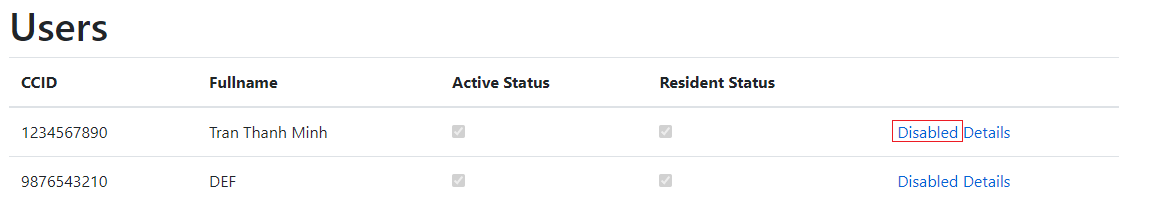 Users
CCID Fullname Active Status Resident Status
1234567890 Tran Thanh Minh Disabled Details
9876543210 DEF Disabled Details